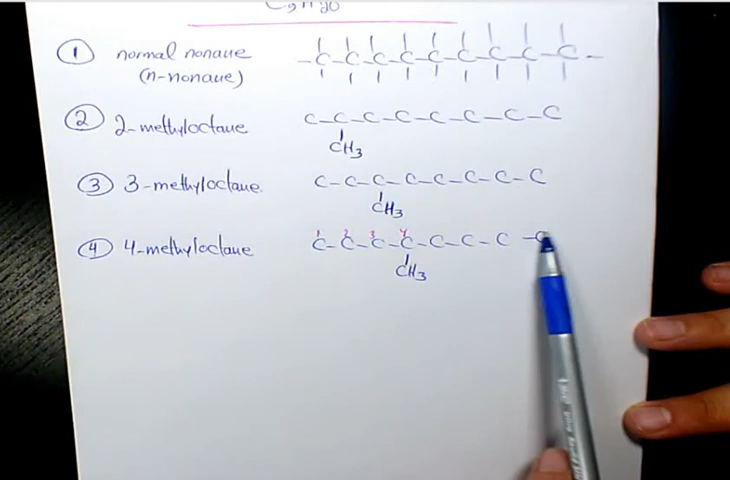 C9H20
① normal nonane -C-C-C-C-C-C-C-C-C-
(n-nonane)
② 2-methyloctane C-C-C-C-C-C-C-C
CH3
③ 3-methyloctane C-C-C-C-C-C-C-C
CH3
1 2 3 4
④ 4-methyloctane C-C-C-C-C-C-C-C
CH3